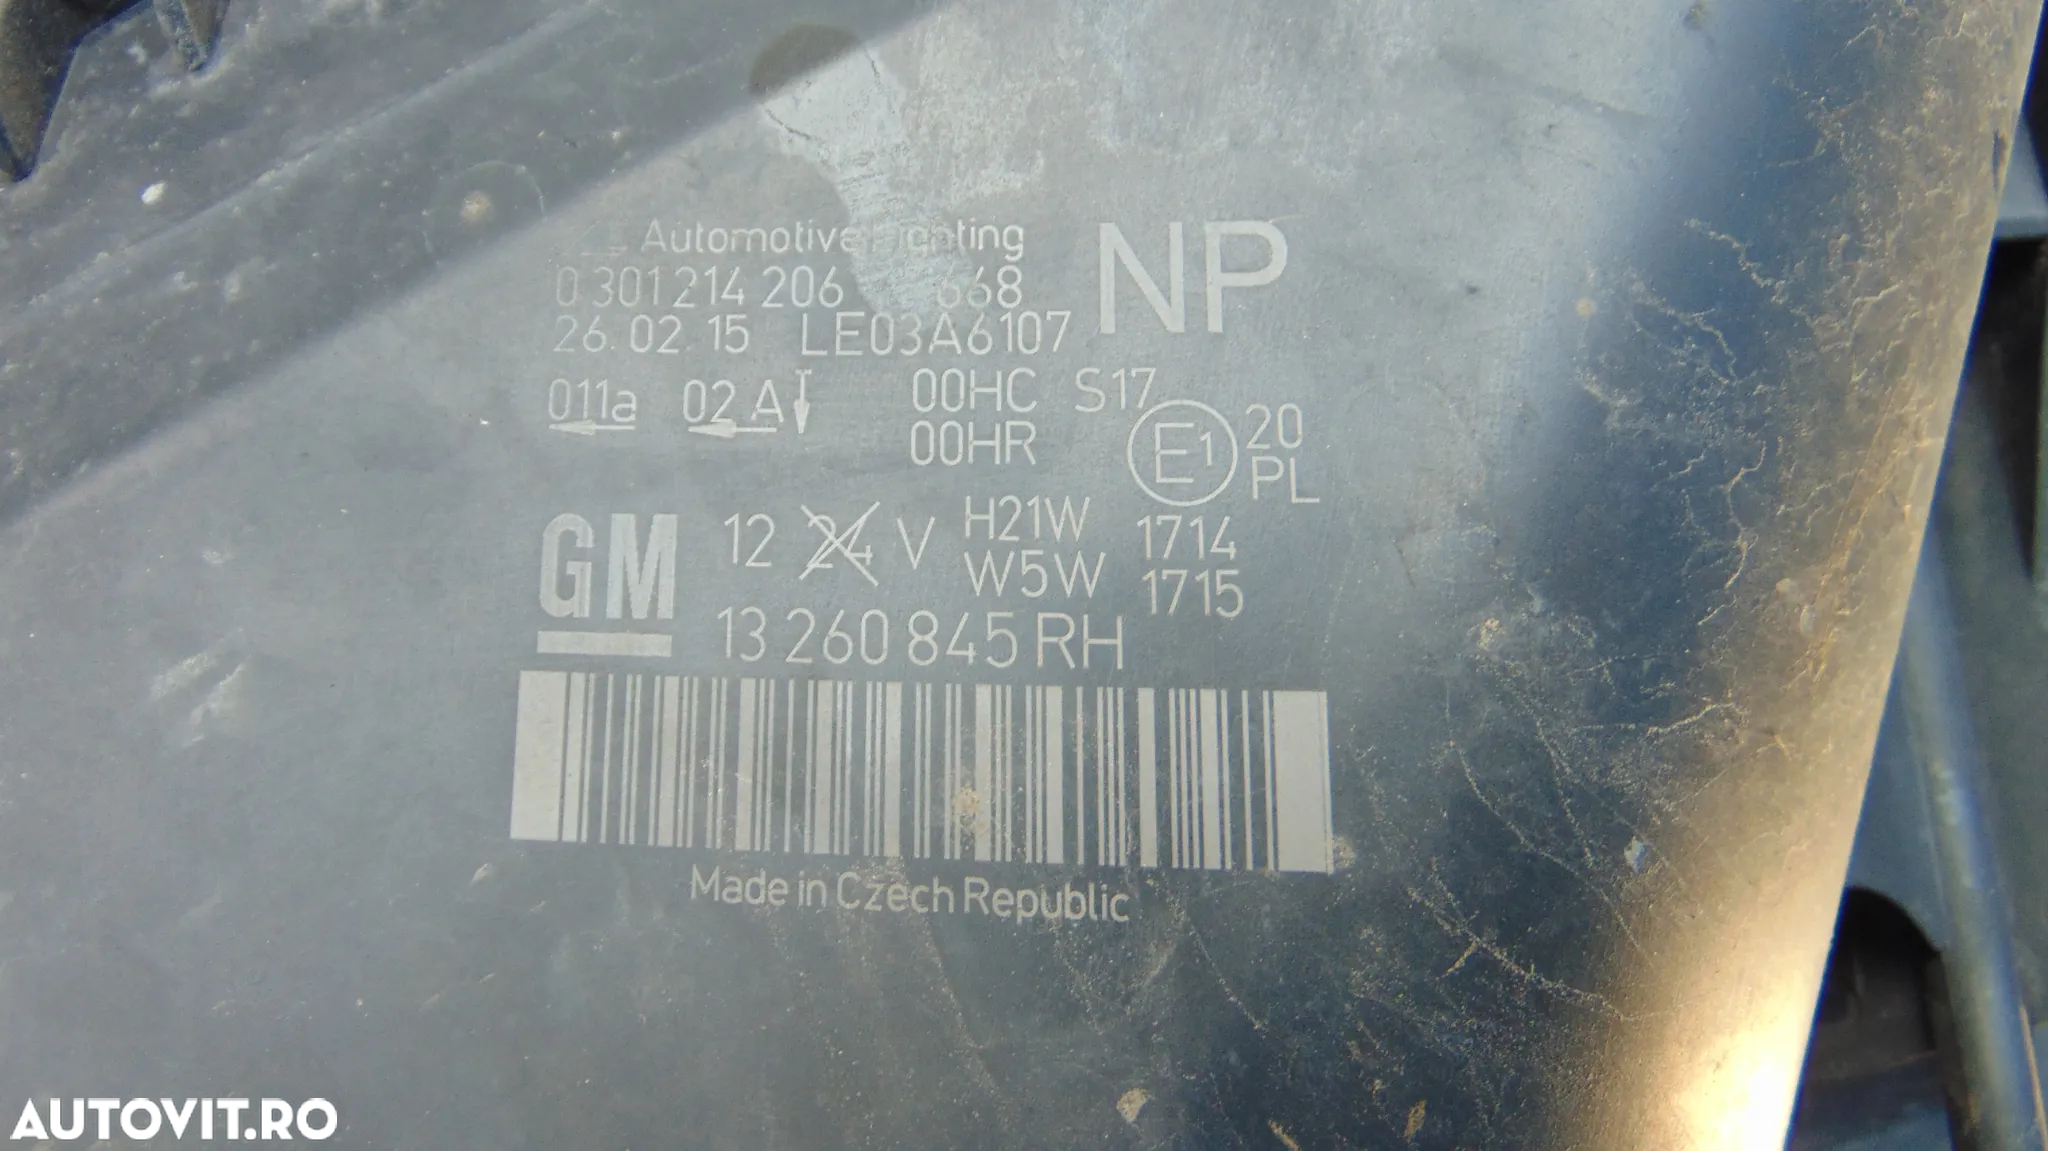 Automotive Lighting
NP
0 301 214 206 668
26.02.15 LE03A6107
011a 02 A 00HC S17
00HR E1 20
PL
GM 12 24 V H21W 1714
W5W 1715
13 260 845 RH
Made in Czech Republic
AUTOVIT.RO